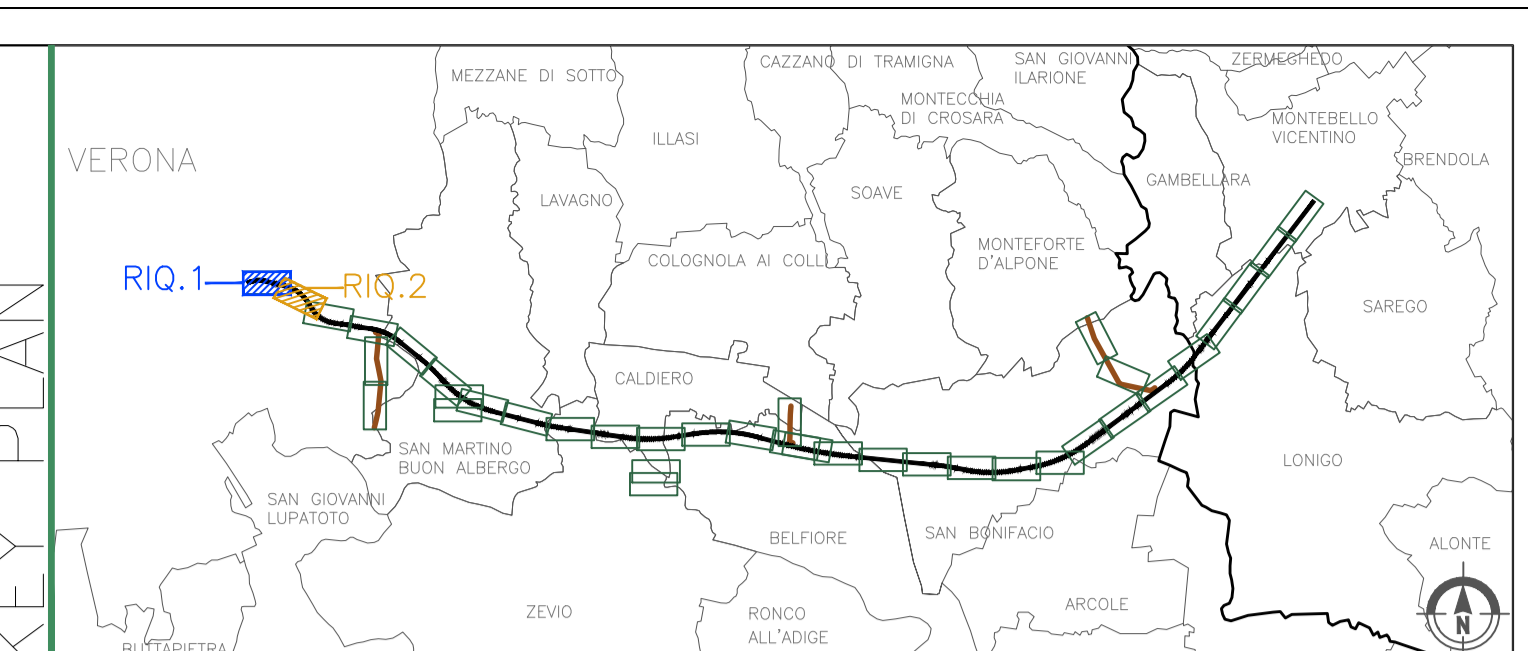 KEY PLAN
MEZZANE DI SOTTO
CAZZANO DI TRAMIGNA
SAN GIOVANNI
ILARIONE
ZERMEGHEDO
MONTECCHIA
DI CROSARA
MONTEBELLO
VICENTINO
ILLASI
VERONA
BRENDOLA
LAVAGNO
SOAVE
GAMBELLARA
MONTEFORTE
D'ALPONE
COLOGNOLA AI COLLI
RIQ.1
RIQ.2
SAREGO
CALDIERO
SAN MARTINO
BUON ALBERGO
LONIGO
SAN GIOVANNI
LUPATOTO
BELFIORE
SAN BONIFACIO
ALONTE
ZEVIO
RONCO
ALL'ADIGE
ARCOLE
N
BUTTAPIETRA